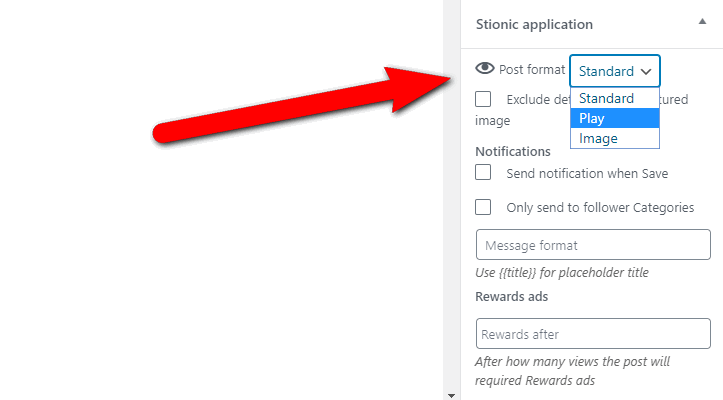 Stionic application
Post format Standard
Standard
Play
Image
Exclude tured
image
Notifications
Send notification when Save
Only send to follower Categories
Message format
Use {{title}} for placeholder title
Rewards ads
Rewards after
After how many views the post will
required Rewards ads